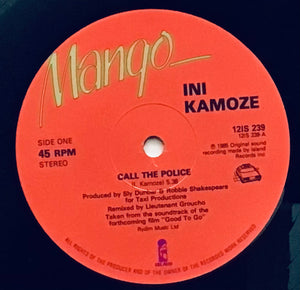 Mango
INI
KAMOZE
12IS 239
12IS 239-A
SIDE ONE
45 RPM
STEREO
℗ 1985 Original sound
recording made by Island
Records Inc.
CALL THE POLICE
(I. Kamoze) 5:36
Produced by Sly Dunbar & Robbie Shakespears
for Taxi Productions
Remixed by Lieutenant Groucho
Taken from the soundtrack of the
forthcoming film "Good To Go"
Rydim Music Ltd
ISLAND
ALL RIGHTS OF THE PRODUCER AND OF THE OWNER OF THE RECORDED WORK RESERVED